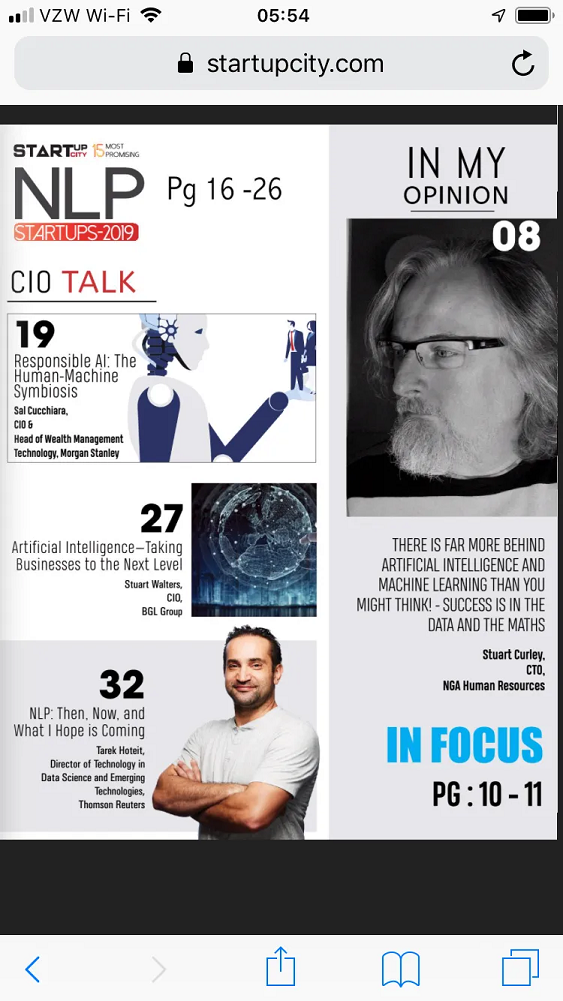 VZW Wi-Fi
05:54
startupcity.com
STARTUP CITY 15 MOST PROMISING
NLP
STARTUPS-2019
Pg 16 -26
CIO TALK
19
Responsible AI: The
Human-Machine
Symbiosis
Sal Cucchiara,
CIO &
Head of Wealth Management
Technology, Morgan Stanley
27
Artificial Intelligence—Taking
Businesses to the Next Level
Stuart Walters,
CIO,
BGL Group
32
NLP: Then, Now, and
What I Hope is Coming
Tarek Hoteit,
Director of Technology in
Data Science and Emerging
Technologies,
Thomson Reuters
IN MY
OPINION
08
THERE IS FAR MORE BEHIND
ARTIFICIAL INTELLIGENCE AND
MACHINE LEARNING THAN YOU
MIGHT THINK! - SUCCESS IS IN THE
DATA AND THE MATHS
Stuart Curley,
CTO,
NGA Human Resources
IN FOCUS
PG : 10 - 11